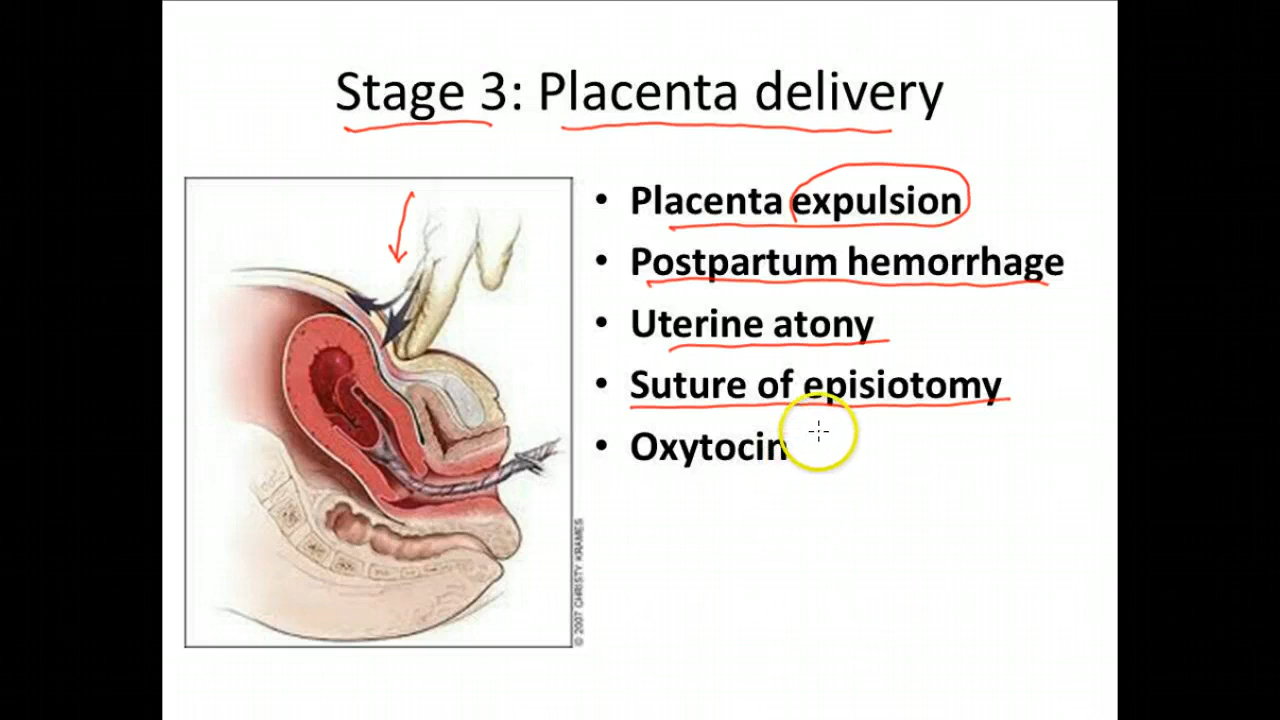 Stage 3: Placenta delivery
• Placenta expulsion
• Postpartum hemorrhage
• Uterine atony
• Suture of episiotomy
• Oxytocin
© 2007 CHRISTY KRAMES